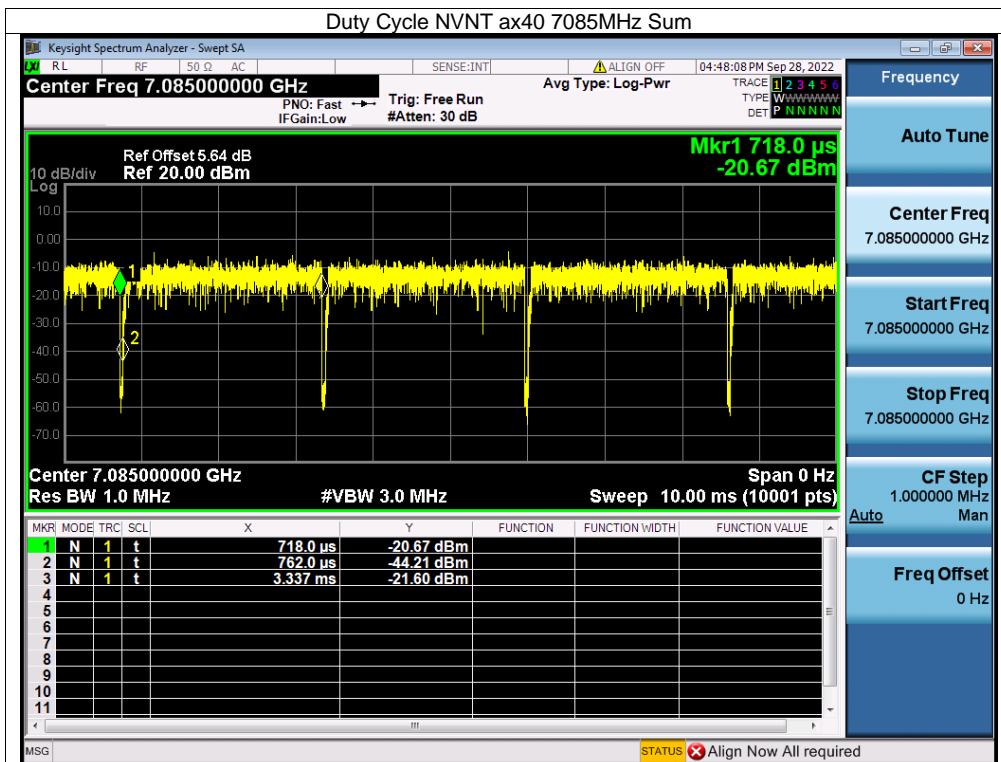 Duty Cycle NVNT ax40 7085MHz Sum
Keysight Spectrum Analyzer - Swept SA
LXI RL RF 50 Ω AC SENSE:INT ALIGN OFF 04:48:08 PM Sep 28, 2022
Center Freq 7.085000000 GHz
PNO: Fast
IFGain:Low
Trig: Free Run
#Atten: 30 dB
Avg Type: Log-Pwr
TRACE 1 2 3 4 5 6
TYPE WWWWWW
DET P N N N N N
Mkr1 718.0 µs
-20.67 dBm
Ref Offset 5.64 dB
10 dB/div Ref 20.00 dBm
Log
10.0
0.00
-10.0
-20.0
-30.0
-40.0
-50.0
-60.0
-70.0
1
2
Center 7.085000000 GHz Span 0 Hz
Res BW 1.0 MHz #VBW 3.0 MHz Sweep 10.00 ms (10001 pts)
MKR MODE TRC SCL X Y FUNCTION FUNCTION WIDTH FUNCTION VALUE
1 N 1 t 718.0 µs -20.67 dBm
2 N 1 t 762.0 µs -44.21 dBm
3 N 1 t 3.337 ms -21.60 dBm
4
5
6
7
8
9
10
11
MSG STATUS Align Now All required
Frequency
Auto Tune
Center Freq
7.085000000 GHz
Start Freq
7.085000000 GHz
Stop Freq
7.085000000 GHz
CF Step
1.000000 MHz
Auto Man
Freq Offset
0 Hz